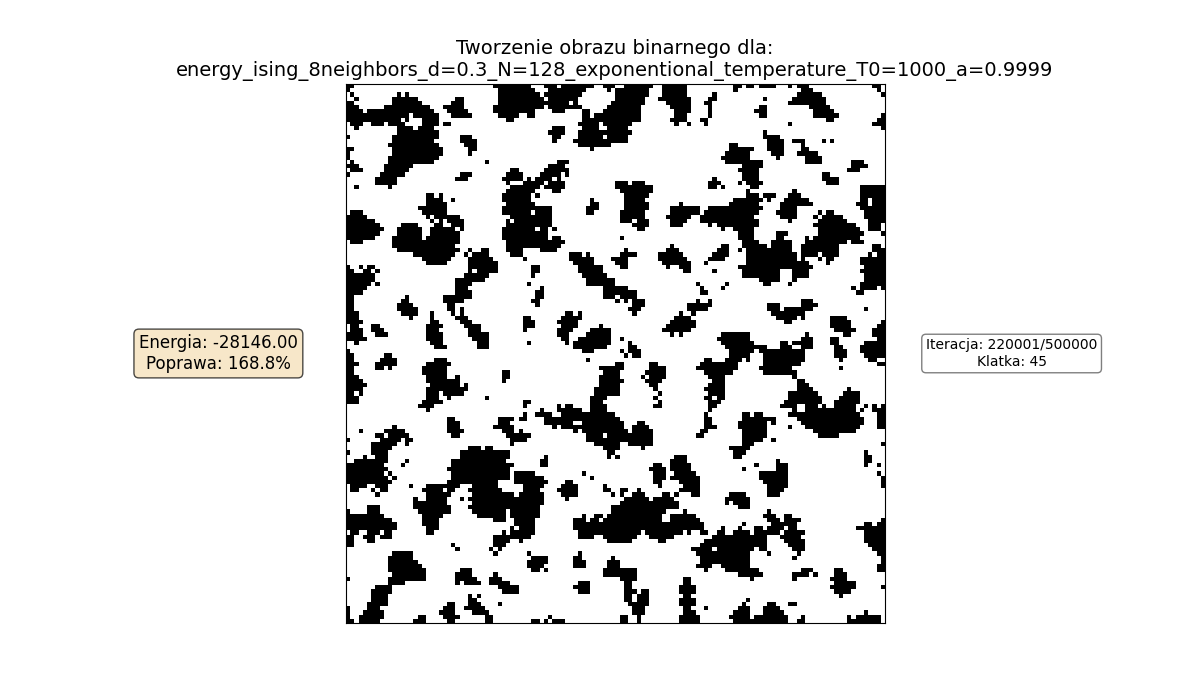 Tworzenie obrazu binarnego dla:
energy_ising_8neighbors_d=0.3_N=128_exponentional_temperature_T0=1000_a=0.9999
Energia: -28146.00
Poprawa: 168.8%
Iteracja: 220001/500000
Klatka: 45